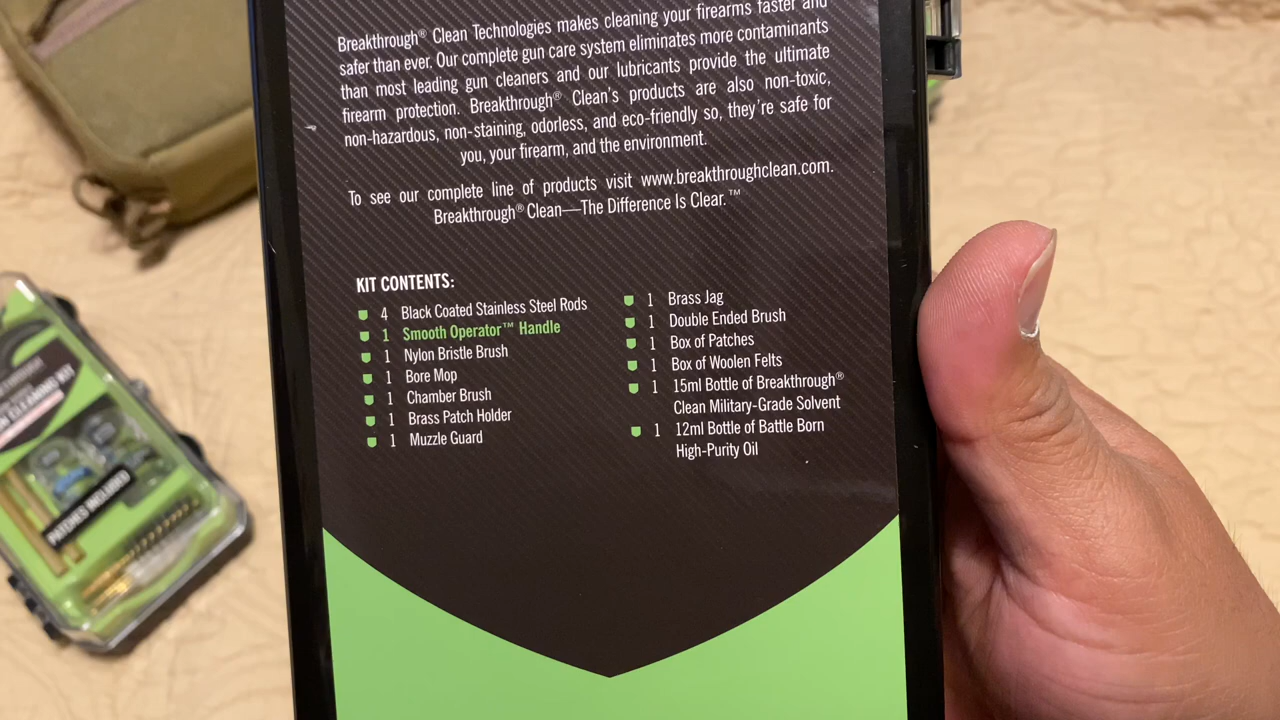 Breakthrough® Clean Technologies makes cleaning your firearms faster and
safer than ever. Our complete gun care system eliminates more contaminants
than most leading gun cleaners and our lubricants provide the ultimate
firearm protection. Breakthrough® Clean's products are also non-toxic,
non-hazardous, non-staining, odorless, and eco-friendly so, they're safe for
you, your firearm, and the environment.
To see our complete line of products visit www.breakthroughclean.com.
Breakthrough® Clean—The Difference Is Clear.™
KIT CONTENTS:
4 Black Coated Stainless Steel Rods
1 Smooth Operator™ Handle
1 Nylon Bristle Brush
1 Bore Mop
1 Chamber Brush
1 Brass Patch Holder
1 Muzzle Guard
1 Brass Jag
1 Double Ended Brush
1 Box of Patches
1 Box of Woolen Felts
1 15ml Bottle of Breakthrough®
Clean Military-Grade Solvent
1 12ml Bottle of Battle Born
High-Purity Oil
CLEANING KIT
PATCHES INCLUDED